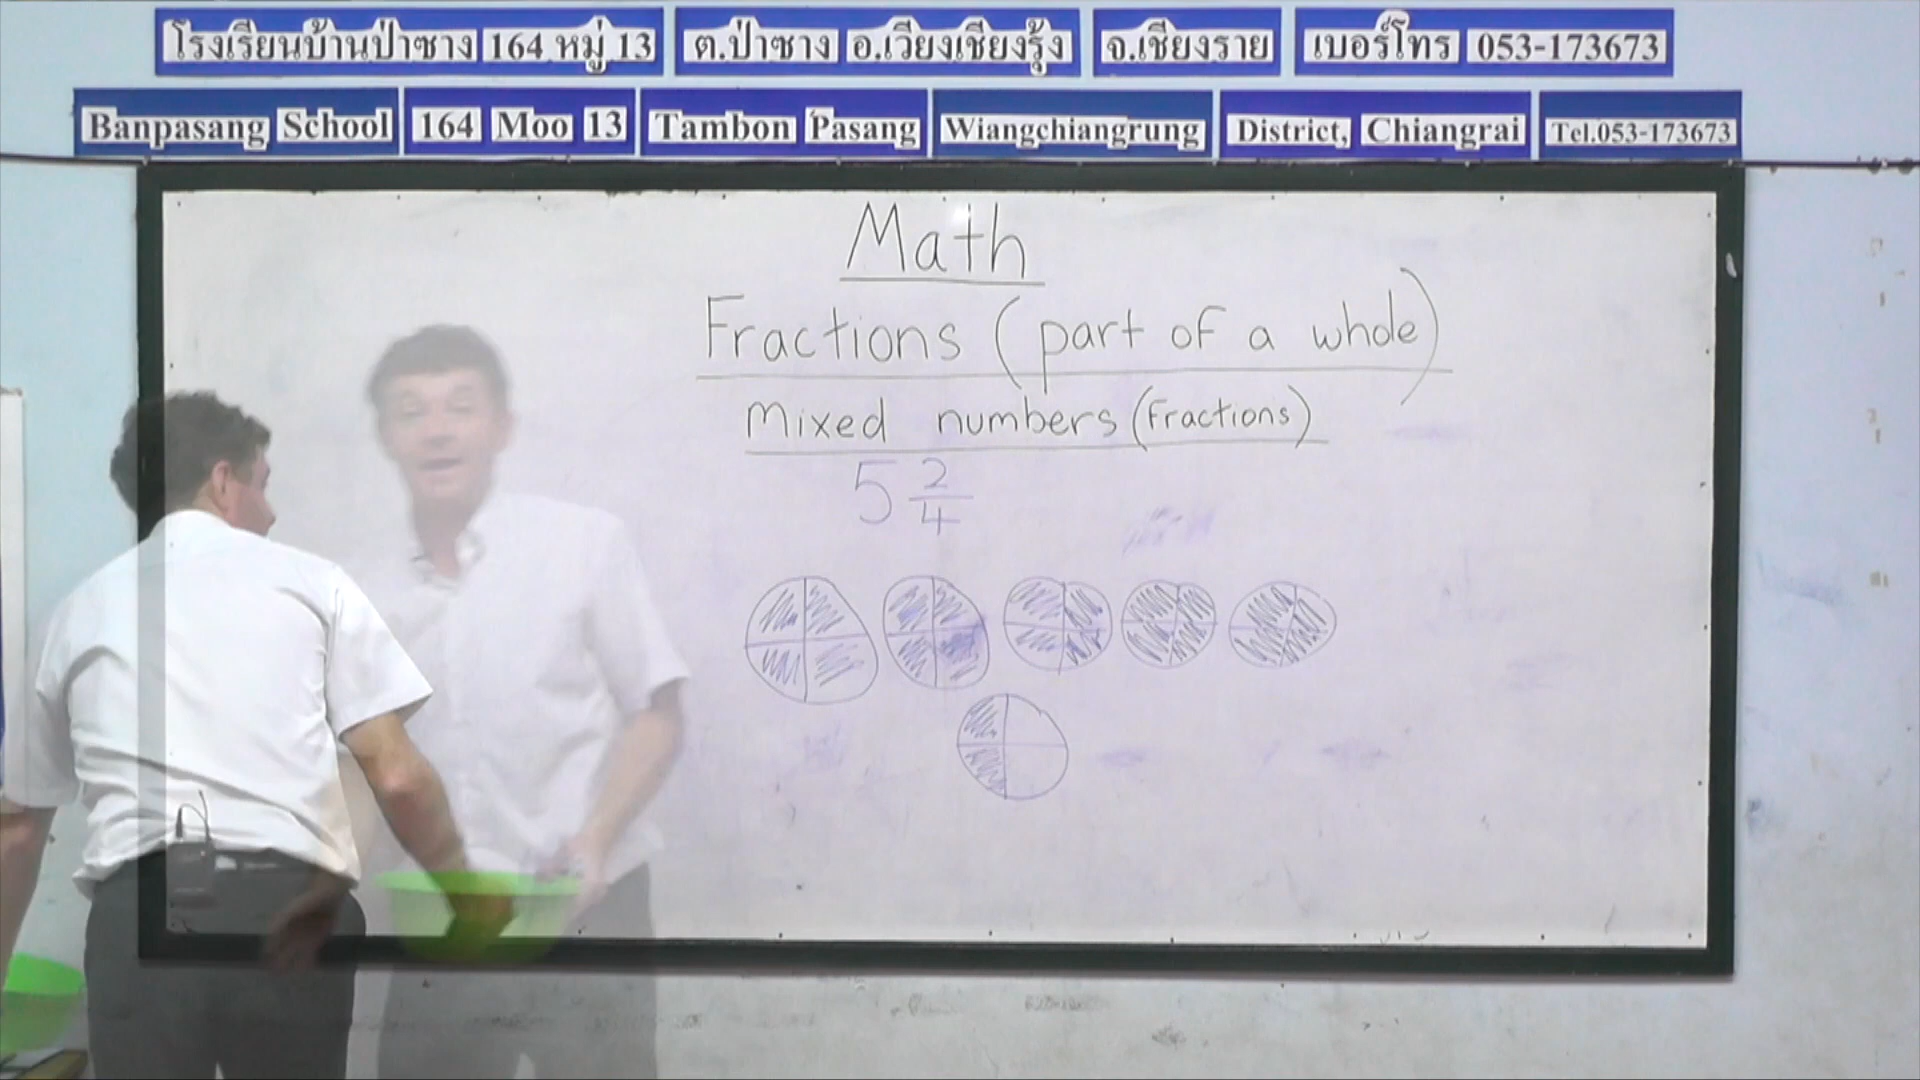 โรงเรียนบ้านป่าซาง 164 หมู่ 13 ต.ป่าซาง อ.เวียงเชียงรุ้ง จ.เชียงราย เบอร์โทร 053-173673
Banpasang School 164 Moo 13 Tambon Pasang Wiangchiangrung District, Chiangrai Tel.053-173673
Math
Fractions (part of a whole)
Mixed numbers (Fractions)
5 2/4